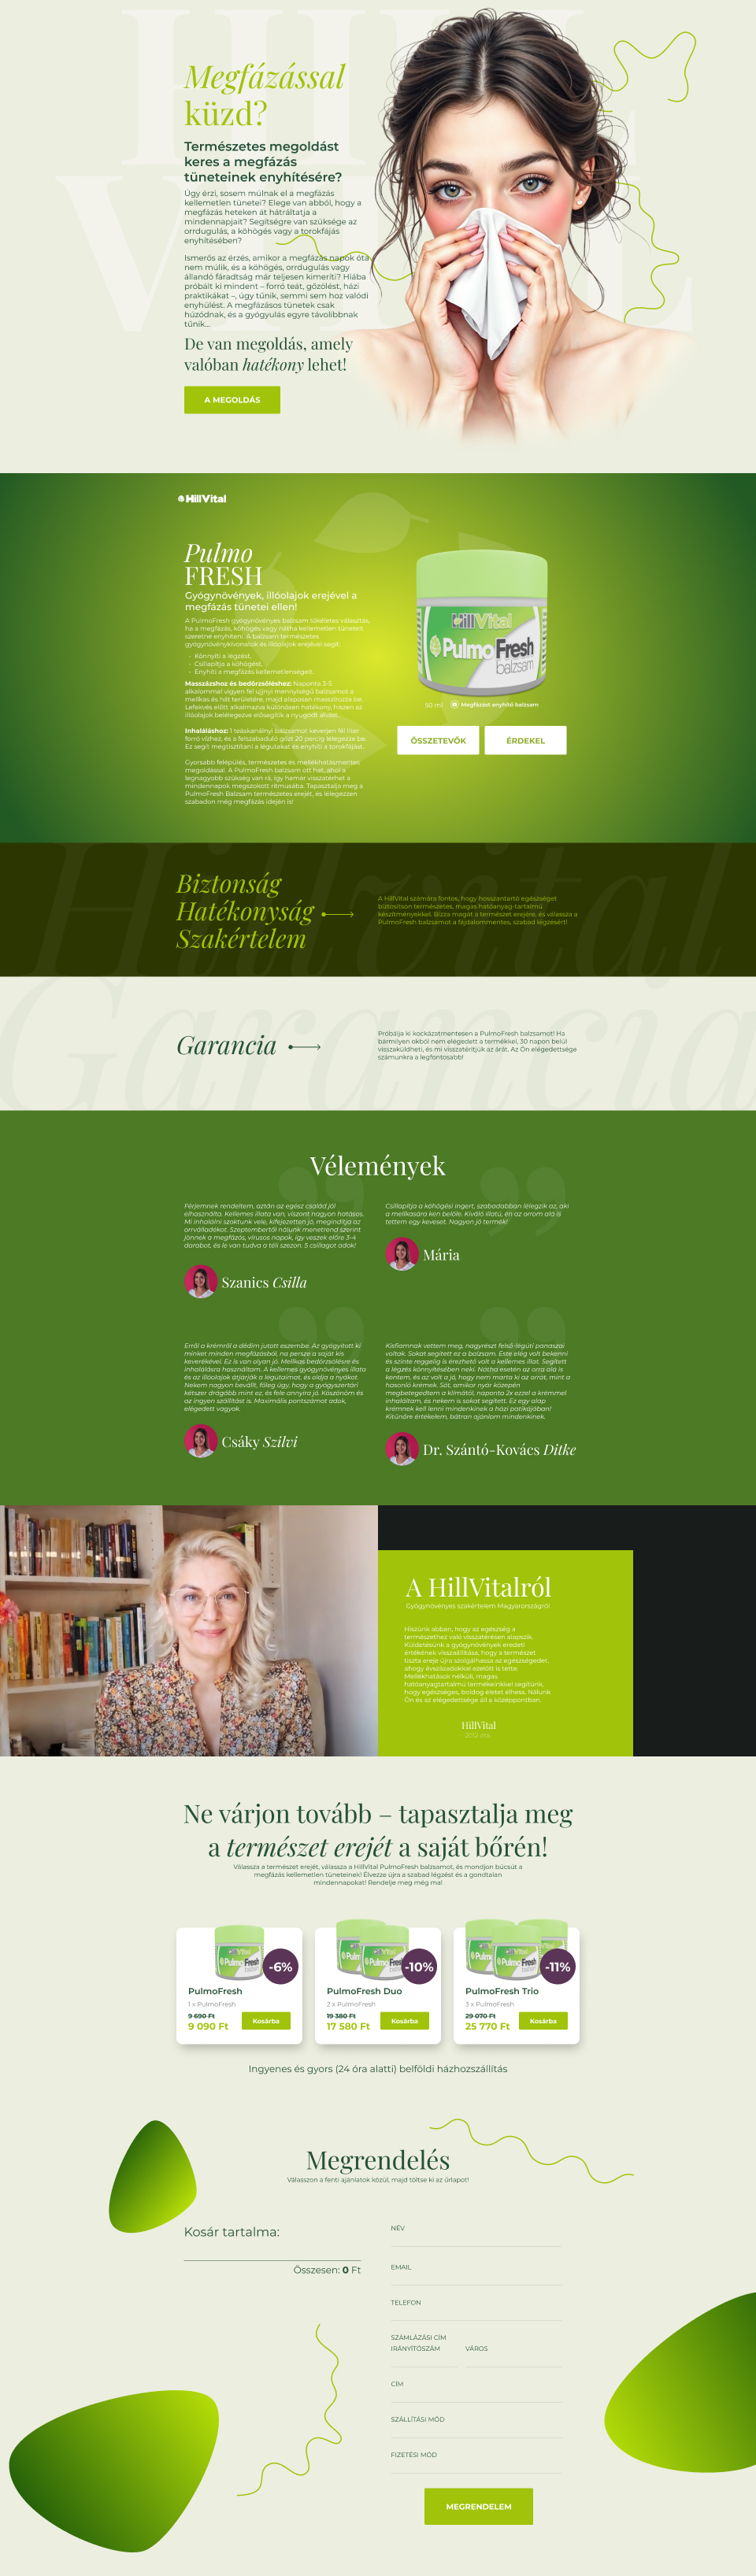 HILL
VITAL
Megfázással
küzd?
Természetes megoldást
keres a megfázás
tüneteinek enyhítésére?
Úgy érzi, sosem múlnak el a megfázás
kellemetlen tünetei? Elege van abból, hogy a
megfázás heteken át hátráltatja a
mindennapjait? Segítségre van szüksége az
orrdugulás, a köhögés vagy a torokfájás
enyhítésében?
Ismerős az érzés, amikor a megfázás napok óta
nem múlik, és a köhögés, orrdugulás vagy
állandó fáradtság már teljesen kimeríti? Hiába
próbált ki mindent – forró teát, gőzölést, házi
praktikákat –, úgy tűnik, semmi sem hoz valódi
enyhülést. A megfázásos tünetek csak
húzódnak, és a gyógyulás egyre távolibbnak
tűnik...
De van megoldás, amely
valóban hatékony lehet!
A MEGOLDÁS
HillVital
Pulmo
FRESH
Gyógynövények, illóolajok erejével a
megfázás tünetei ellen!
A PulmoFresh gyógynövényes balzsam tökéletes választás,
ha a megfázás, köhögés vagy nátha kellemetlen tüneteit
szeretné enyhíteni. A balzsam természetes
gyógynövénykivonatok és illóolajok erejével segít:
- Könnyíti a légzést,
- Csillapítja a köhögést,
- Enyhíti a megfázás kellemetlenségeit.
Masszázshoz és bedörzsöléshez: Naponta 3-5
alkalommal vigyen fel ujjnyi mennyiségű balzsamot a
mellkas és hát területére, majd alaposan masszírozza be.
Lefekvés előtt alkalmazva különösen hatékony, hiszen az
illóolajok belélegezve elősegítik a nyugodt alvást.
Inhaláláshoz: 1 teáskanálnyi balzsamot keverjen fél liter
forró vízhez, és a felszabaduló gőzt 20 percig lélegezze be.
Ez segít megtisztítani a légutakat és enyhíti a torokfájást.
Gyorsabb felépülés, természetes és mellékhatásmentes
megoldással. A PulmoFresh balzsam ott hat, ahol a
legnagyobb szükség van rá, így hamar visszatérhet a
mindennapok megszokott ritmusába. Tapasztalja meg a
PulmoFresh Balzsam természetes erejét, és lélegezzen
szabadon még megfázás idején is!
HillVital
PulmoFresh
balzsam
50 ml Megfázást enyhítő balzsam
ÖSSZETEVŐK
ÉRDEKEL
Hillvital
Biztonság
Hatékonyság
Szakértelem
A HillVital számára fontos, hogy hosszantartó egészséget
biztosítson természetes, magas hatóanyag-tartalmú
készítményekkel. Bízza magát a természet erejére, és válassza a
PulmoFresh balzsamot a fájdalommentes, szabad légzésért!
Garancia
Garancia
Próbálja ki kockázatmentesen a PulmoFresh balzsamot! Ha
bármilyen okból nem elégedett a termékkel, 30 napon belül
visszaküldheti, és mi visszatérítjük az árát. Az Ön elégedettsége
számunkra a legfontosabb!
Vélemények
Férjemnek rendeltem, aztán az egész család jól
elhasználta. Kellemes illata van, viszont nagyon hatásos.
Mi inhalálni szoktunk vele, kifejezetten jó, megindítja az
orrváladékot. Szeptembertől nálunk menetrend szerint
jönnek a megfázós, vírusos napok, így veszek előre 3-4
darabot, és le van tudva a téli szezon. 5 csillagot adok!
Szanics Csilla
Csillapítja a köhögési ingert, szabadabban lélegzik az, aki
a mellkasára ken belőle. Kiváló illatú, én az orrom alá is
tettem egy keveset. Nagyon jó termék!
Mária
Erről a krémről a dédim jutott eszembe. Az gyógyított ki
minket minden megfázásból, na persze a saját kis
keverékével. Ez is van olyan jó. Mellkas bedörzsölésre és
inhalálásra használtam. A kellemes gyógynövényes illata
és az illóolajok átjárják a légutaimat, és oldja a nyákot.
Nekem nagyon bevált, főleg úgy, hogy a gyógyszertári
kétszer drágább mint ez, és fele annyira jó. Köszönöm és
az ingyen szállítást is. Maximális pontszámot adok,
elégedett vagyok.
Csáky Szilvi
Kisfiamnak vettem meg, nagyrészt felső-légúti panaszai
voltak. Sokat segített ez a balzsam. Este elég volt bekenni
és szinte reggelig is érezhető volt a kellemes illat. Segített
a légzés könnyítésében neki. Nátha esetén az orra alá is
kentem, és az volt a jó, hogy nem marta ki az orrát, mint a
hasonló krémek. Sőt, amikor nyár közepén
megbetegedtem a klímától, naponta 2x ezzel a krémmel
inhaláltam, és nekem is sokat segített. Ez egy alap
krémnek kell lenni mindenkinek a házi patikájában!
Kitűnőre értékelem, bátran ajánlom mindenkinek.
Dr. Szántó-Kovács Ditke
A HillVitalról
Gyógynövényes szakértelem Magyarországról
Hiszünk abban, hogy az egészség a
természethez való visszatérésen alapszik.
Küldetésünk a gyógynövények eredeti
értékének visszaállítása, hogy a természet
tiszta ereje újra szolgálhassa az egészségedet,
ahogy évszázadokkal ezelőtt is tette.
Mellékhatások nélküli, magas
hatóanyagtartalmú termékeinkkel segítünk,
hogy egészséges, boldog életet élhess. Nálunk
Ön és az elégedettsége áll a középpontban.
HillVital
2012 óta
Ne várjon tovább – tapasztalja meg
a természet erejét a saját bőrén!
Válassza a természet erejét, válassza a HillVital PulmoFresh balzsamot, és mondjon búcsút a
megfázás kellemetlen tüneteinek! Élvezze újra a szabad légzést és a gondtalan
mindennapokat! Rendelje meg még ma!
-6%
PulmoFresh
1 x PulmoFresh
9 690 Ft
9 090 Ft
Kosárba
-10%
PulmoFresh Duo
2 x PulmoFresh
19 380 Ft
17 580 Ft
Kosárba
-11%
PulmoFresh Trio
3 x PulmoFresh
29 070 Ft
25 770 Ft
Kosárba
Ingyenes és gyors (24 óra alatti) belföldi házhozszállítás
Megrendelés
Válasszon a fenti ajánlatok közül, majd töltse ki az űrlapot!
Kosár tartalma:
Összesen: 0 Ft
NÉV
EMAIL
TELEFON
SZÁMLÁZÁSI CÍM
IRÁNYÍTÓSZÁM
VÁROS
CÍM
SZÁLLÍTÁSI MÓD
FIZETÉSI MÓD
MEGRENDELEM